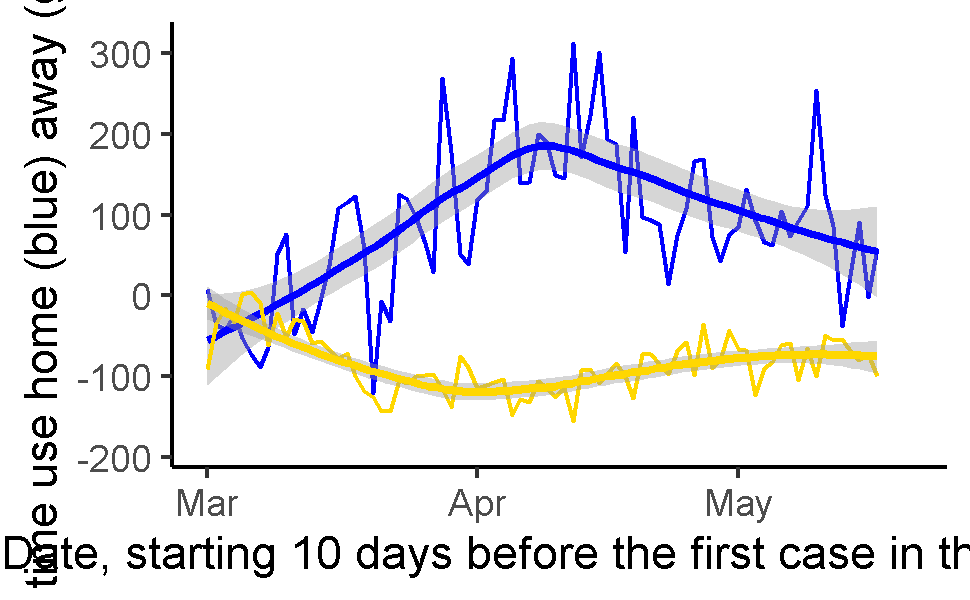 time use home (blue) away (
300
200
100
0
-100
-200
Mar Apr May
Date, starting 10 days before the first case in th